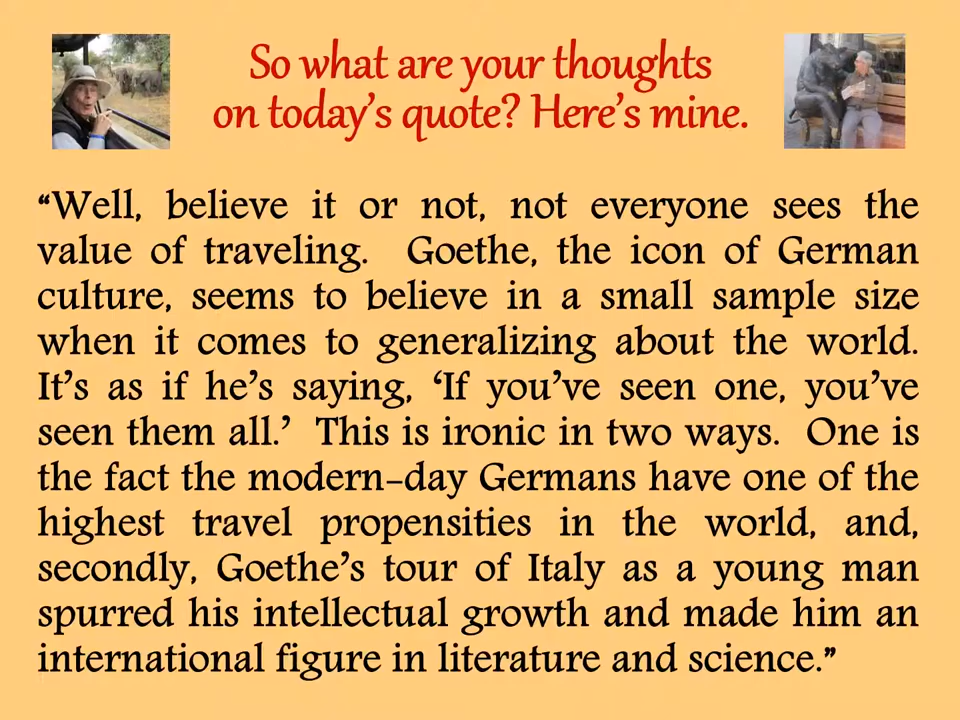 So what are your thoughts
on today's quote? Here's mine.
“Well, believe it or not, not everyone sees the
value of traveling.  Goethe, the icon of German
culture, seems to believe in a small sample size
when it comes to generalizing about the world.
It’s as if he’s saying, ‘If you’ve seen one, you’ve
seen them all.’  This is ironic in two ways.  One is
the fact the modern-day Germans have one of the
highest travel propensities in the world, and,
secondly, Goethe’s tour of Italy as a young man
spurred his intellectual growth and made him an
international figure in literature and science.”